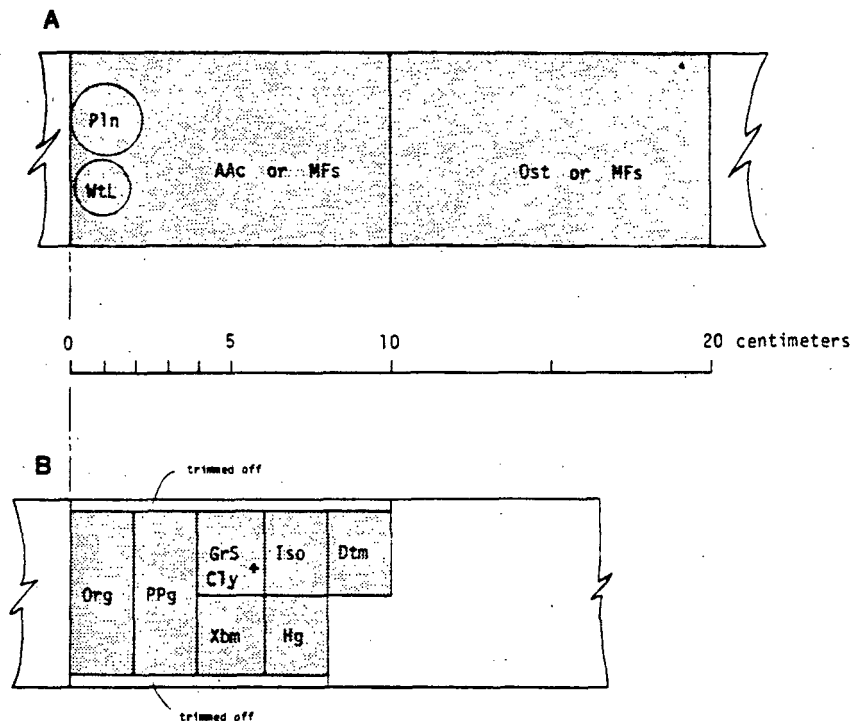 A
Pln
AAc or MFs
Ost or MFs
WtL
0
5
10
20 centimeters
B
trimmed off
Org
PPg
GrS +
Cly
Iso
Dtm
Xbm
Hg
trimmed off